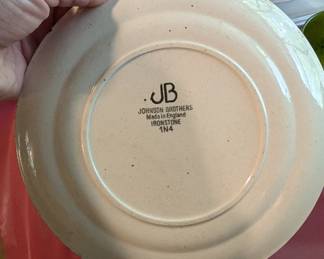 JB
JOHNSON BROTHERS
Made in England
IRONSTONE
1N4